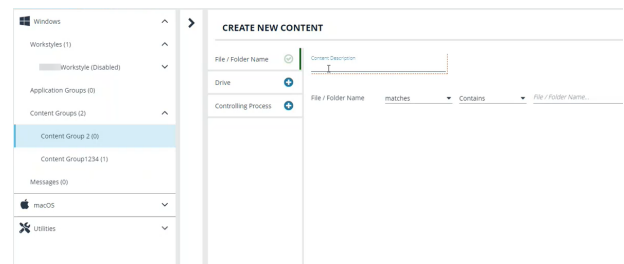 Windows
Workstyles (1)
Workstyle (Disabled)
Application Groups (0)
Content Groups (2)
Content Group 2 (0)
Content Group1234 (1)
Messages (0)
macOS
Utilities
CREATE NEW CONTENT
File / Folder Name
Drive
Controlling Process
Content Description
File / Folder Name matches Contains File / Folder Name...